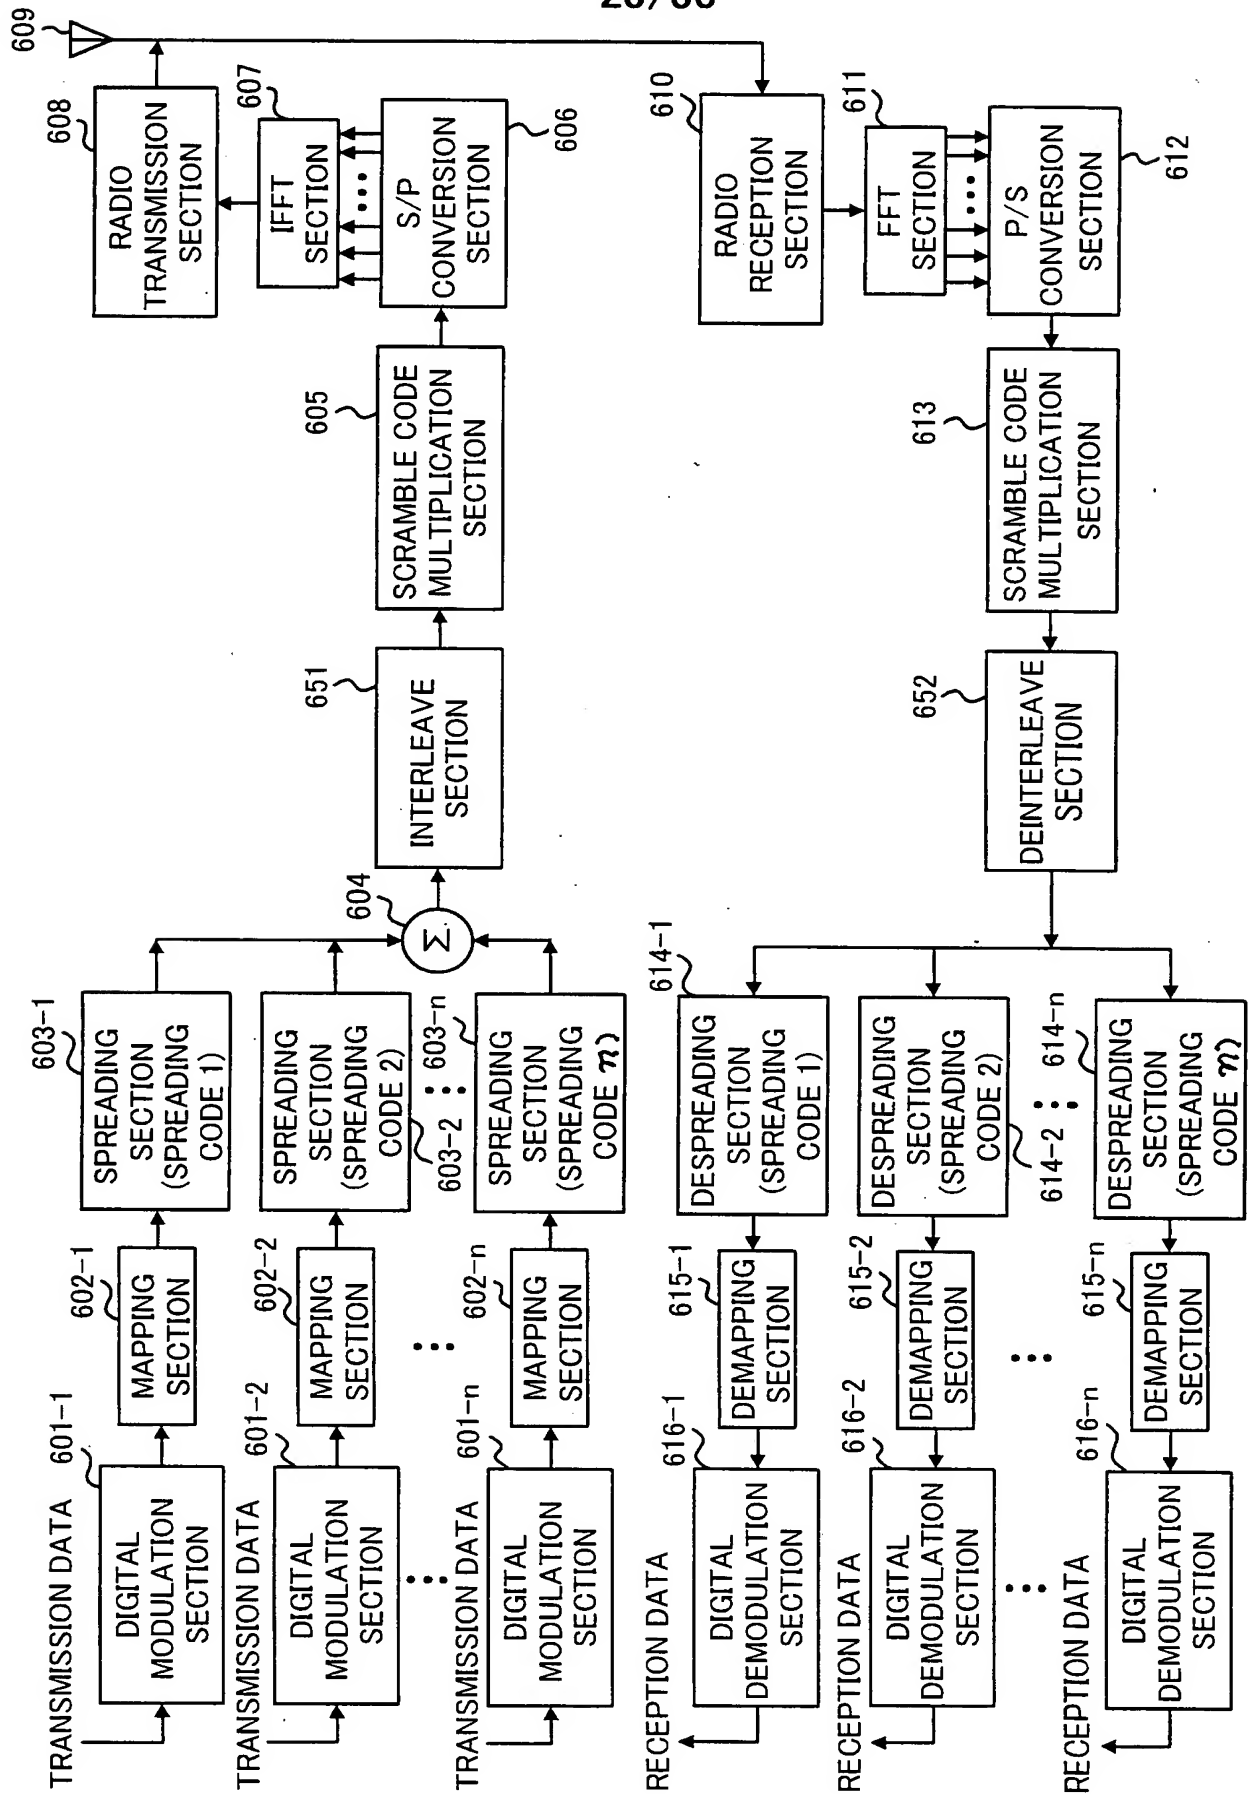 TRANSMISSION DATA
601-1
DIGITAL
MODULATION
SECTION
602-1
MAPPING
SECTION
603-1
SPREADING
SECTION
(SPREADING
CODE 1)
TRANSMISSION DATA
601-2
DIGITAL
MODULATION
SECTION
602-2
MAPPING
SECTION
SPREADING
SECTION
(SPREADING
CODE 2)
603-2
TRANSMISSION DATA
601-n
DIGITAL
MODULATION
SECTION
602-n
MAPPING
SECTION
603-n
SPREADING
SECTION
(SPREADING
CODE n)
604
Σ
651
INTERLEAVE
SECTION
605
SCRAMBLE CODE
MULTIPLICATION
SECTION
S/P
CONVERSION
SECTION
606
607
IFFT
SECTION
608
RADIO
TRANSMISSION
SECTION
609
610
RADIO
RECEPTION
SECTION
611
FFT
SECTION
P/S
CONVERSION
SECTION
612
613
SCRAMBLE CODE
MULTIPLICATION
SECTION
652
DEINTERLEAVE
SECTION
614-1
DESPREADING
SECTION
(SPREADING
CODE 1)
615-1
DEMAPPING
SECTION
616-1
DIGITAL
DEMODULATION
SECTION
RECEPTION DATA
DESPREADING
SECTION
(SPREADING
CODE 2)
614-2
615-2
DEMAPPING
SECTION
616-2
DIGITAL
DEMODULATION
SECTION
RECEPTION DATA
614-n
DESPREADING
SECTION
(SPREADING
CODE n)
615-n
DEMAPPING
SECTION
616-n
DIGITAL
DEMODULATION
SECTION
RECEPTION DATA